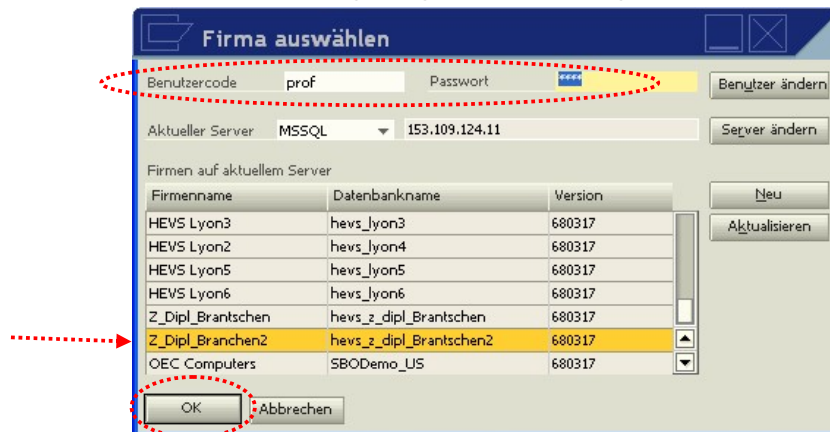 Firma auswählen
Benutzercode prof Passwort **** Benutzer ändern
Aktueller Server MSSQL 153.109.124.11 Server ändern
Firmen auf aktuellem Server
Firmenname Datenbankname Version Neu
HEVS Lyon3 hevs_lyon3 680317 Aktualisieren
HEVS Lyon2 hevs_lyon4 680317
HEVS Lyon5 hevs_lyon5 680317
HEVS Lyon6 hevs_lyon6 680317
Z_Dipl_Brantschen hevs_z_dipl_Brantschen 680317
Z_Dipl_Branchen2 hevs_z_dipl_Brantschen2 680317
OEC Computers SBODemo_US 680317
OK Abbrechen